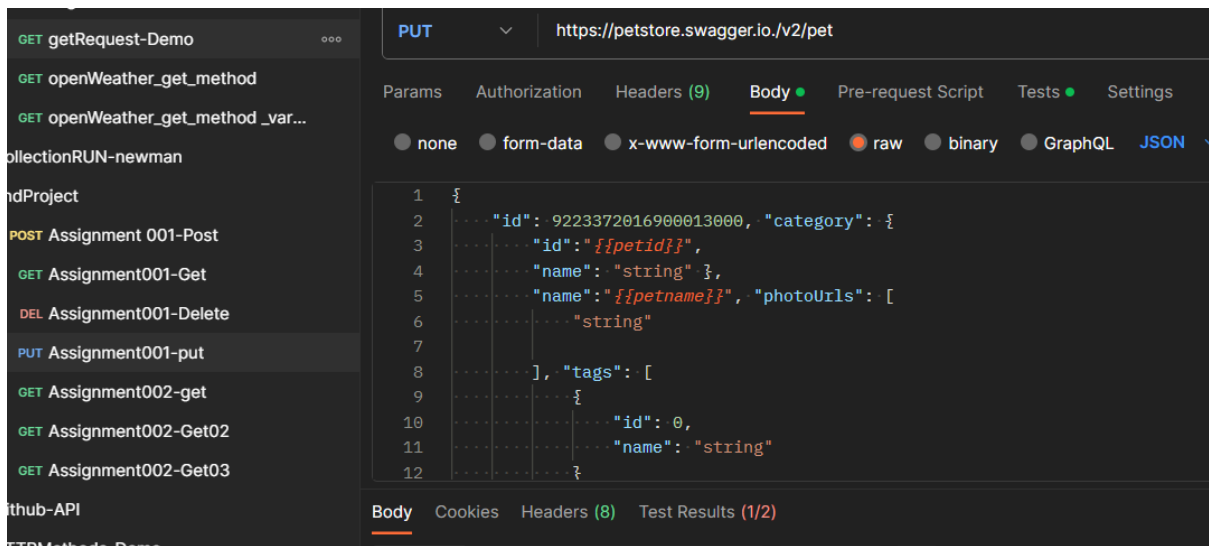 GET getRequest-Demo
GET openWeather_get_method
GET openWeather_get_method _var...
ollectionRUN-newman
ndProject
POST Assignment 001-Post
GET Assignment001-Get
DEL Assignment001-Delete
PUT Assignment001-put
GET Assignment002-get
GET Assignment002-Get02
GET Assignment002-Get03
ithub-API
PUT https://petstore.swagger.io./v2/pet
Params Authorization Headers (9) Body Pre-request Script Tests Settings
none form-data x-www-form-urlencoded raw binary GraphQL JSON
1 {
2 "id": 9223372016900013000, "category": {
3 "id":"{{petid}}",
4 "name": "string" },
5 "name":"{{petname}}", "photoUrls": [
6 "string"
7
8 ], "tags": [
9 {
10 "id": 0,
11 "name": "string"
12 }
Body Cookies Headers (8) Test Results (1/2)